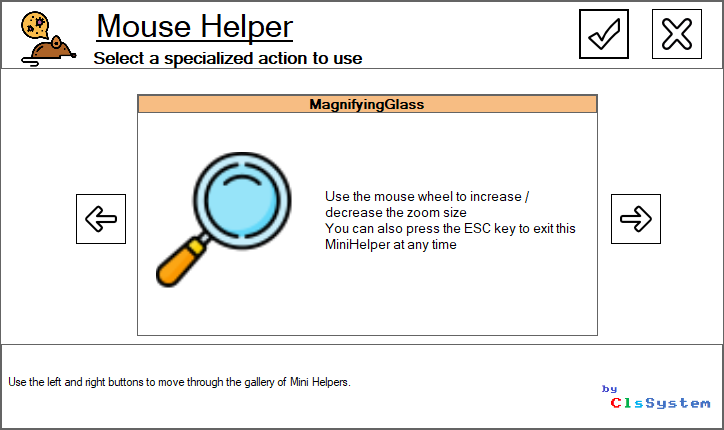 Mouse Helper
Select a specialized action to use
MagnifyingGlass
Use the mouse wheel to increase /
decrease the zoom size
You can also press the ESC key to exit this
MiniHelper at any time
Use the left and right buttons to move through the gallery of Mini Helpers.
by
ClsSystem